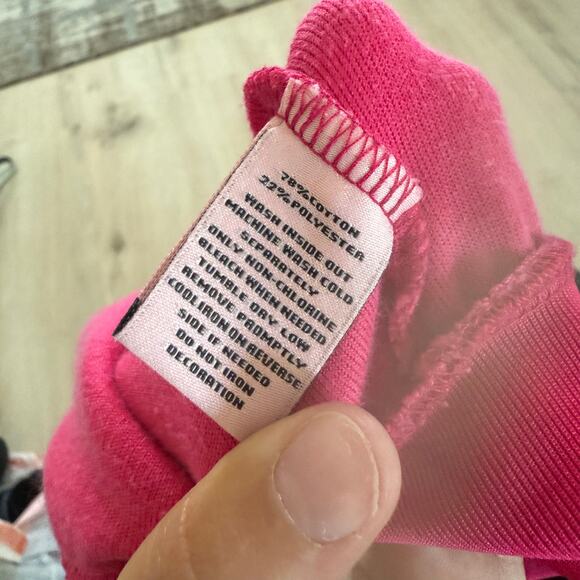 78%COTTON
22%POLYESTER
WASH INSIDE OUT
MACHINE WASH COLD
SEPARATELY
ONLY NON-CHLORINE
BLEACH WHEN NEEDED
TUMBLE DRY LOW
REMOVE PROMPTLY
COOL IRON ON REVERSE
SIDE IF NEEDED
DO NOT IRON
DECORATION